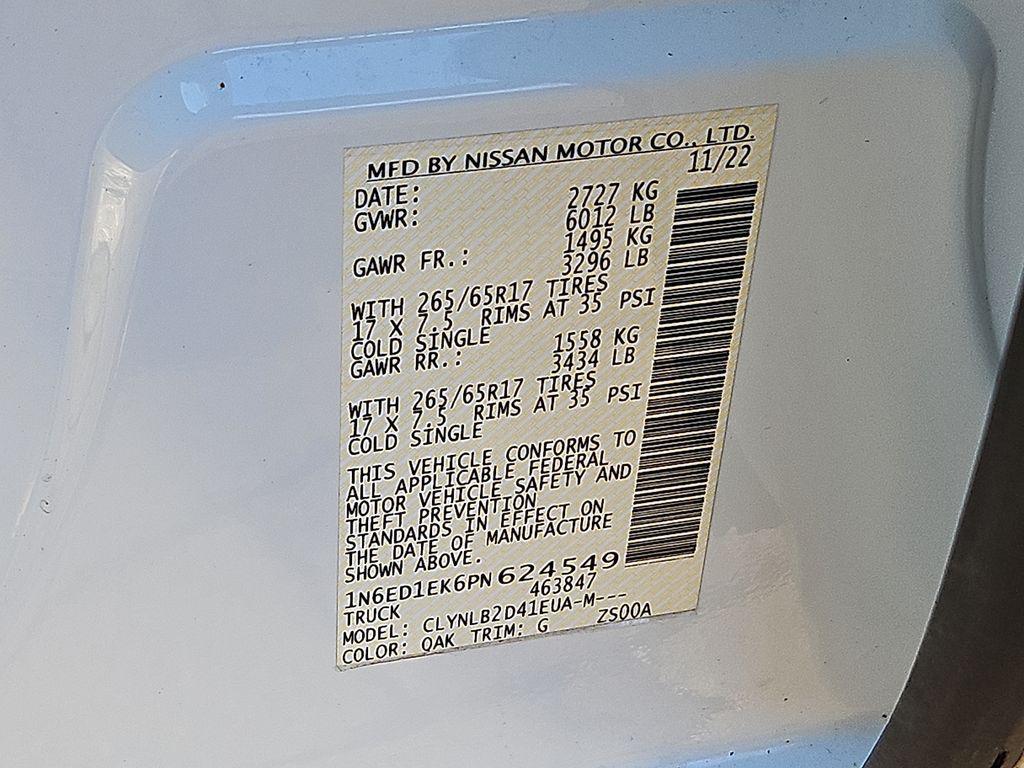 MFD BY NISSAN MOTOR CO., LTD.
DATE: 11/22
GVWR: 2727 KG
6012 LB
GAWR FR.: 1495 KG
3296 LB
WITH 265/65R17 TIRES
17 X 7.5 RIMS AT 35 PSI
COLD SINGLE
GAWR RR.: 1558 KG
3434 LB
WITH 265/65R17 TIRES
17 X 7.5 RIMS AT 35 PSI
COLD SINGLE
THIS VEHICLE CONFORMS TO
ALL APPLICABLE FEDERAL
MOTOR VEHICLE SAFETY AND
THEFT PREVENTION
STANDARDS IN EFFECT ON
THE DATE OF MANUFACTURE
SHOWN ABOVE.
1N6ED1EK6PN624549
TRUCK 463847
MODEL: CLYNLB2D41EUA-M---
COLOR: QAK TRIM: G ZS00A